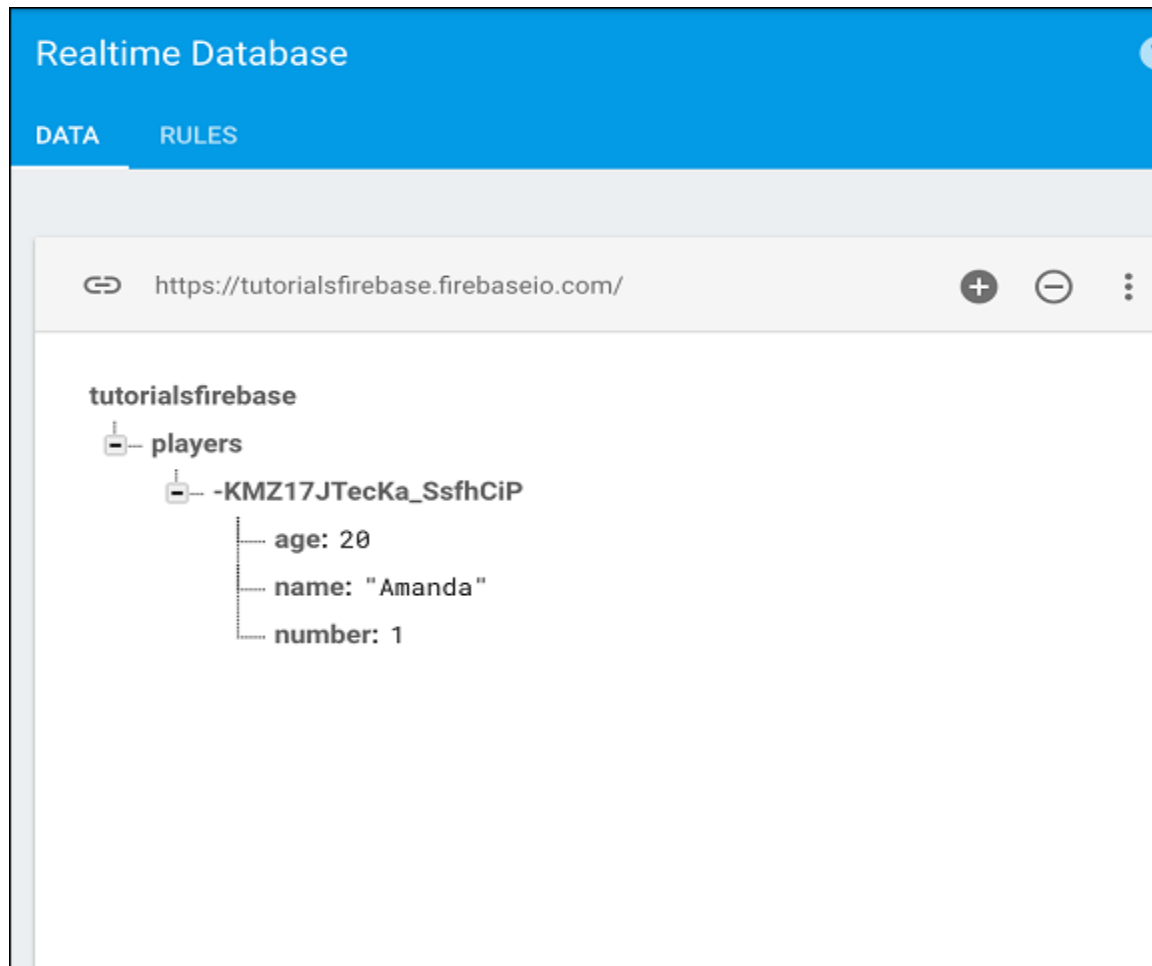 Realtime Database
DATA RULES
https://tutorialsfirebase.firebaseio.com/
tutorialsfirebase
players
-KMZ17JTecKa_SsfhCiP
age: 20
name: "Amanda"
number: 1